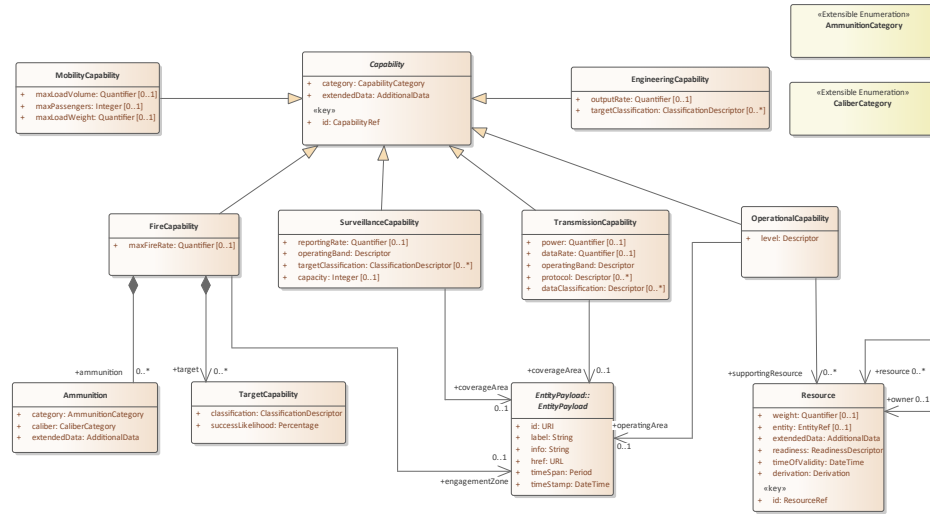 «Extensible Enumeration»
AmmunitionCategory
«Extensible Enumeration»
CaliberCategory
Capability
+ category: CapabilityCategory
+ extendedData: AdditionalData
«key»
+ id: CapabilityRef
MobilityCapability
+ maxLoadVolume: Quantifier [0..1]
+ maxPassengers: Integer [0..1]
+ maxLoadWeight: Quantifier [0..1]
EngineeringCapability
+ outputRate: Quantifier [0..1]
+ targetClassification: ClassificationDescriptor [0..*]
FireCapability
+ maxFireRate: Quantifier [0..1]
SurveillanceCapability
+ reportingRate: Quantifier [0..1]
+ operatingBand: Descriptor
+ targetClassification: ClassificationDescriptor [0..*]
+ capacity: Integer [0..1]
TransmissionCapability
+ power: Quantifier [0..1]
+ dataRate: Quantifier [0..1]
+ operatingBand: Descriptor
+ protocol: Descriptor [0..*]
+ dataClassification: Descriptor [0..*]
OperationalCapability
+ level: Descriptor
+ammunition 0..*
+target 0..*
+coverageArea
0..1
+coverageArea 0..1
+operatingArea
0..1
0..1
+engagementZone
+supportingResource 0..*
+resource 0..*
+owner 0..1
Ammunition
+ category: AmmunitionCategory
+ caliber: CaliberCategory
+ extendedData: AdditionalData
TargetCapability
+ classification: ClassificationDescriptor
+ successLikelihood: Percentage
EntityPayload::
EntityPayload
+ id: URI
+ label: String
+ info: String
+ href: URL
+ timeSpan: Period
+ timeStamp: DateTime
Resource
+ weight: Quantifier [0..1]
+ entity: EntityRef [0..1]
+ extendedData: AdditionalData
+ readiness: ReadinessDescriptor
+ timeOfValidity: DateTime
+ derivation: Derivation
«key»
+ id: ResourceRef